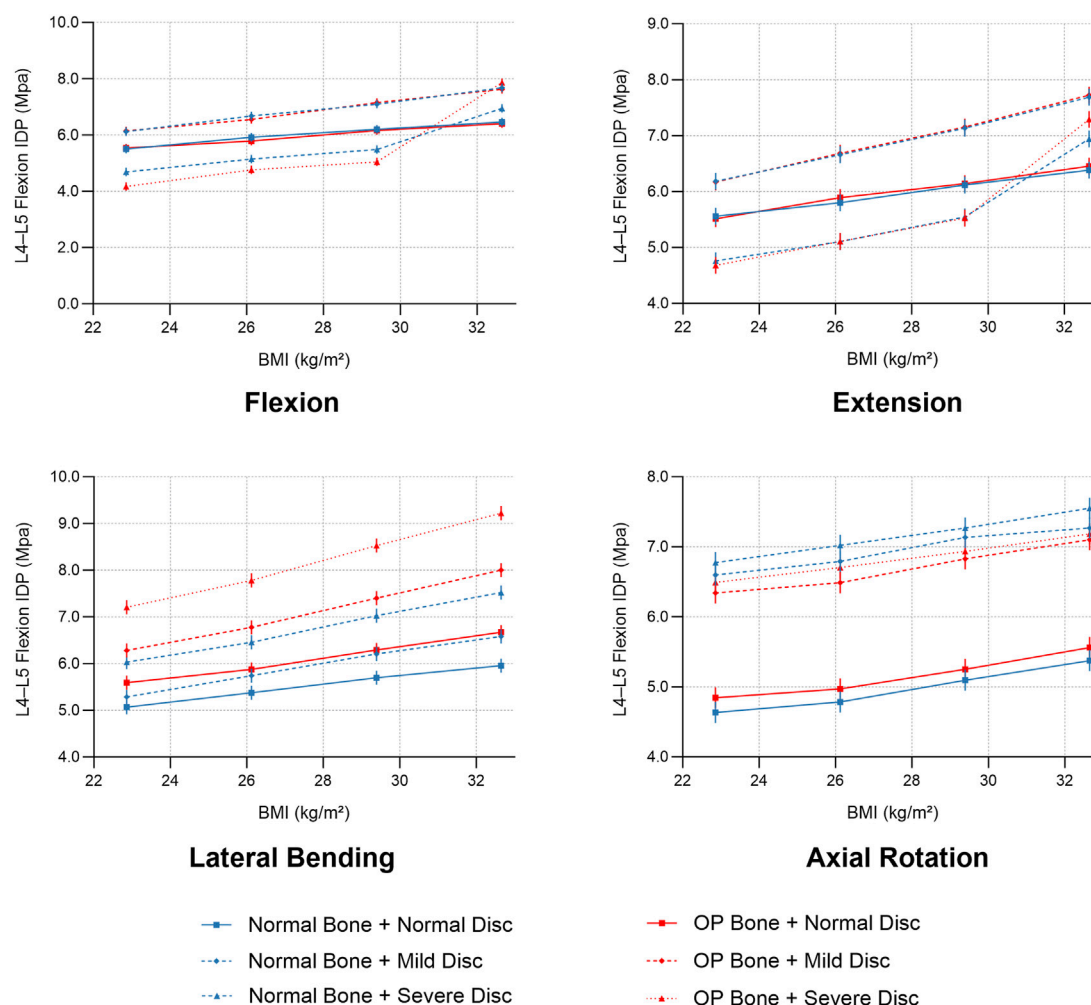 10.0
8.0
6.0
4.0
2.0
0.0
L4–L5 Flexion IDP (Mpa)
22 24 26 28 30 32
BMI (kg/m²)
Flexion
9.0
8.0
7.0
6.0
5.0
4.0
L4–L5 Flexion IDP (Mpa)
22 24 26 28 30 32
BMI (kg/m²)
Extension
10.0
9.0
8.0
7.0
6.0
5.0
4.0
L4–L5 Flexion IDP (Mpa)
22 24 26 28 30 32
BMI (kg/m²)
Lateral Bending
8.0
7.0
6.0
5.0
4.0
L4–L5 Flexion IDP (Mpa)
22 24 26 28 30 32
BMI (kg/m²)
Axial Rotation
Normal Bone + Normal Disc
Normal Bone + Mild Disc
Normal Bone + Severe Disc
OP Bone + Normal Disc
OP Bone + Mild Disc
OP Bone + Severe Disc